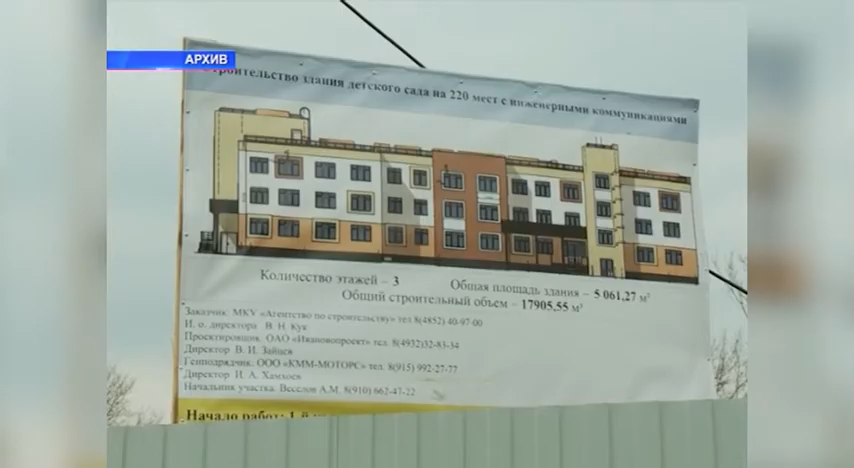 АРХИВ
Строительство здания детского сада на 220 мест с инженерными коммуникациями
Количество этажей – 3 Общая площадь здания – 5 061,27 м²
Общий строительный объем – 17905,55 м³
Заказчик МКУ «Агентство по строительству» тел 8(4852) 40-97-00
И. о. директора В. Н. Кук
Проектировщик. ОАО «Ивановопроект» тел. 8(4932)32-83-34
Директор В. И. Зайцев
Генподрядчик. ООО «КММ-МОТОРС» тел. 8(915) 992-27-77
Директор И. А. Хамхоев
Начальник участка. Веселов А.М. 8(910) 662-47-22
Начало работ: 1-й